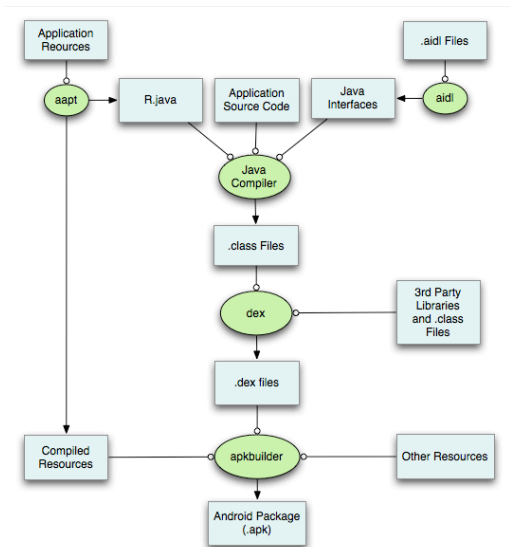 Application
Reources
.aidl Files
aapt
R.java
Application
Source Code
Java
Interfaces
aidl
Java
Compiler
.class Files
dex
3rd Party
Libraries
and .class
Files
.dex files
Compiled
Resources
apkbuilder
Other Resources
Android Package
(.apk)